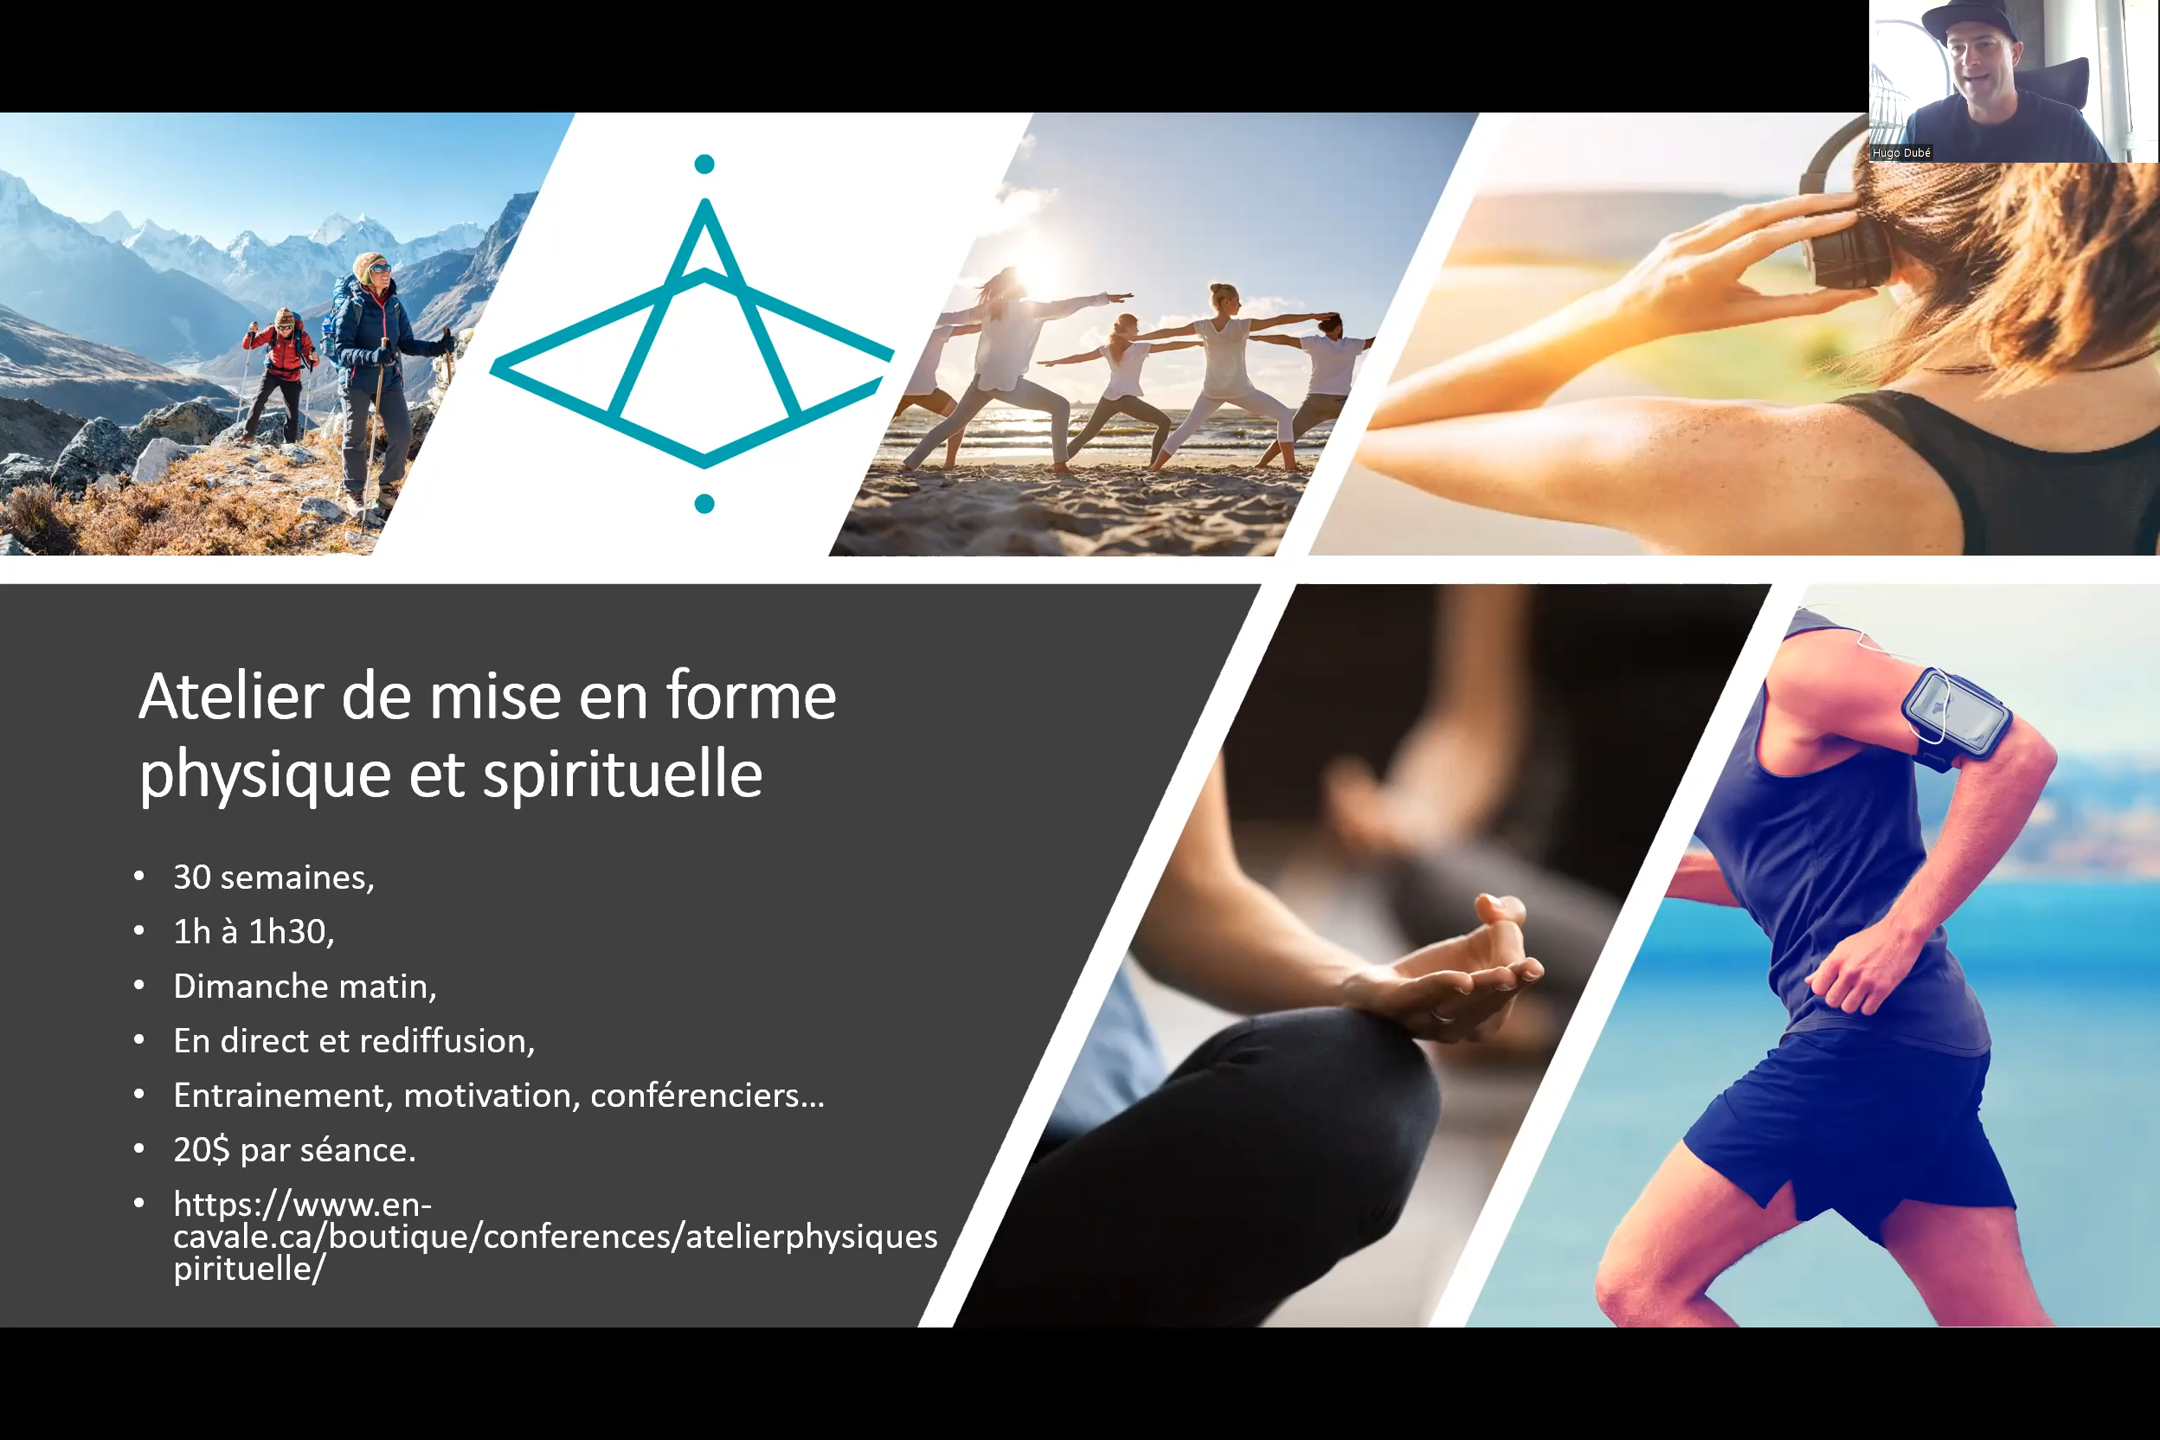 Hugo Dubé
Atelier de mise en forme
physique et spirituelle
• 30 semaines,
• 1h à 1h30,
• Dimanche matin,
• En direct et rediffusion,
• Entrainement, motivation, conférenciers...
• 20$ par séance.
• https://www.en-
cavale.ca/boutique/conferences/atelierphysiques
pirituelle/